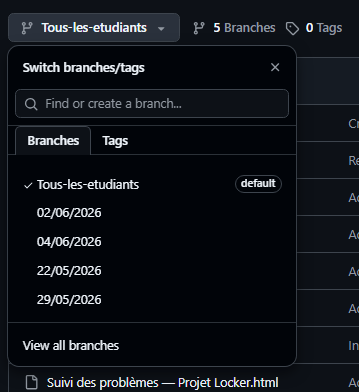 Tous-les-etudiants
5 Branches
0 Tags
Switch branches/tags
Find or create a branch...
Branches
Tags
Tous-les-etudiants
default
02/06/2026
04/06/2026
22/05/2026
29/05/2026
View all branches
Suivi des problèmes — Projet Locker.html